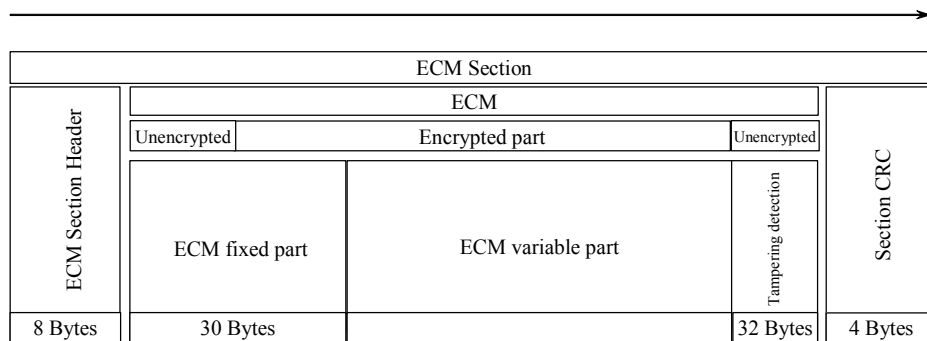 ECM Section
ECM
Unencrypted
Encrypted part
Unencrypted
ECM Section Header
ECM fixed part
ECM variable part
Tampering detection
Section CRC
8 Bytes
30 Bytes
32 Bytes
4 Bytes